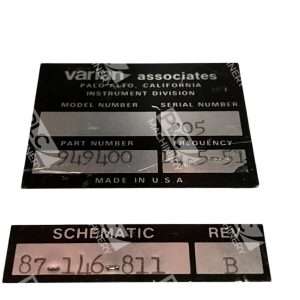 varian associates
PALO ALTO, CALIFORNIA
INSTRUMENT DIVISION
MODEL NUMBER SERIAL NUMBER
205
PART NUMBER FREQUENCY
949400
MADE IN U.S.A
SCHEMATIC REV.
87-146-811 B